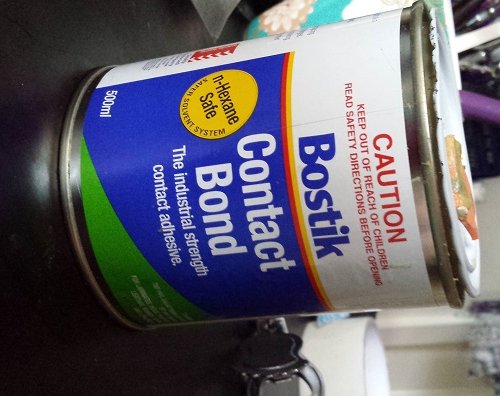 CAUTION
KEEP OUT OF REACH OF CHILDREN
READ SAFETY DIRECTIONS BEFORE OPENING
Bostik
n-Hexane
Safe
SAFER SOLVENT SYSTEM
Contact
Bond
The industrial strength
contact adhesive.
500ml